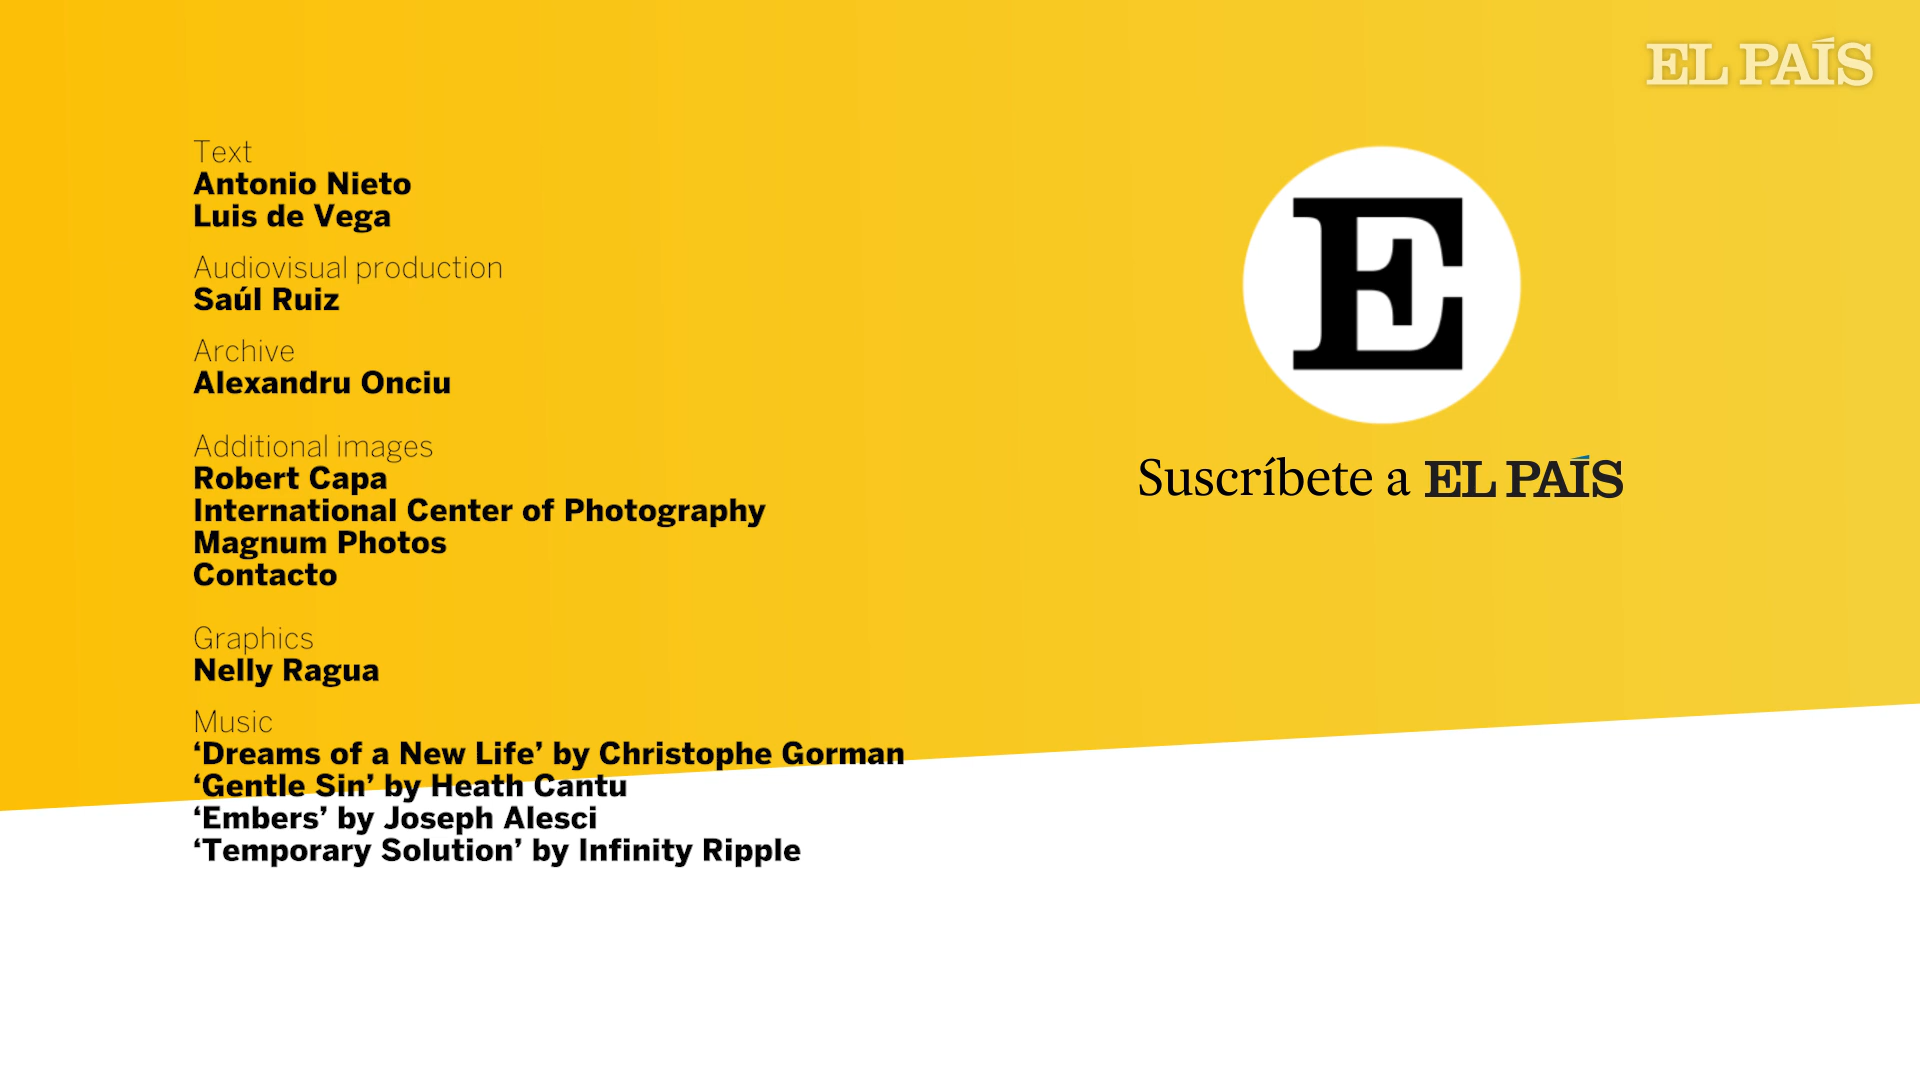 EL PAÍS
Text
Antonio Nieto
Luis de Vega
Audiovisual production
Saúl Ruiz
Archive
Alexandru Onciu
Additional images
Robert Capa
International Center of Photography
Magnum Photos
Contacto
Graphics
Nelly Ragua
Music
‘Dreams of a New Life’ by Christophe Gorman
‘Gentle Sin’ by Heath Cantu
‘Embers’ by Joseph Alesci
‘Temporary Solution’ by Infinity Ripple
E
Suscríbete a EL PAÍS